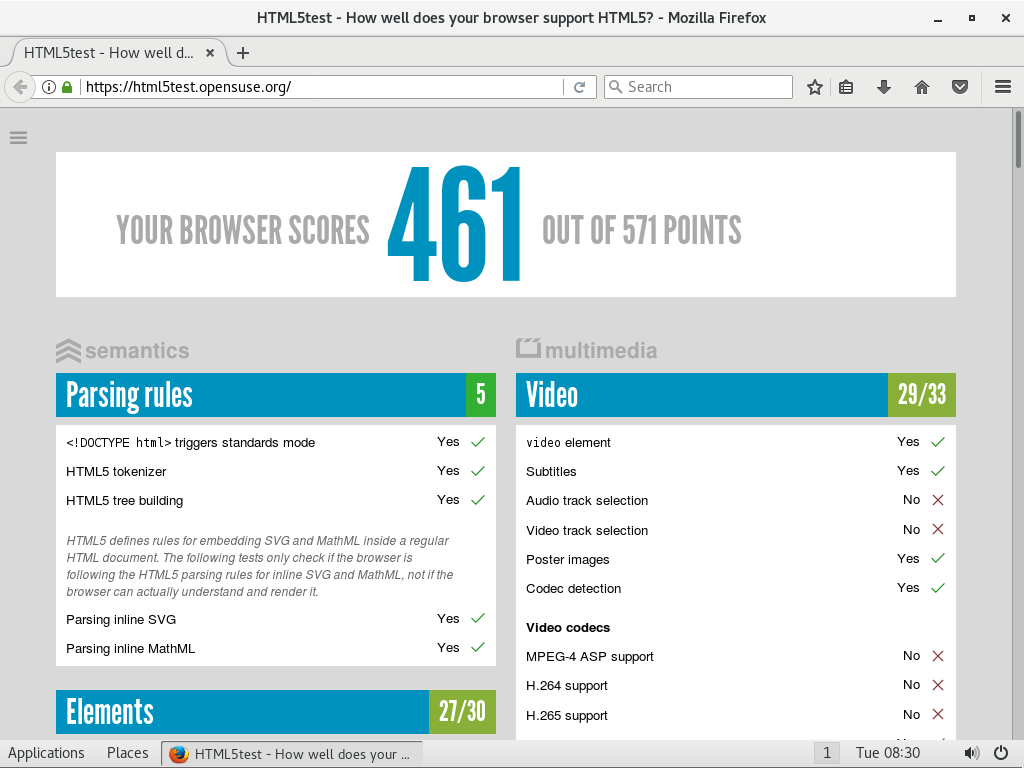 HTML5test - How well does your browser support HTML5? - Mozilla Firefox
HTML5test - How well d...
https://html5test.opensuse.org/
Search
YOUR BROWSER SCORES 461 OUT OF 571 POINTS
semantics
Parsing rules 5
<!DOCTYPE html> triggers standards mode Yes
HTML5 tokenizer Yes
HTML5 tree building Yes
HTML5 defines rules for embedding SVG and MathML inside a regular
HTML document. The following tests only check if the browser is
following the HTML5 parsing rules for inline SVG and MathML, not if the
browser can actually understand and render it.
Parsing inline SVG Yes
Parsing inline MathML Yes
Elements 27/30
multimedia
Video 29/33
video element Yes
Subtitles Yes
Audio track selection No
Video track selection No
Poster images Yes
Codec detection Yes
Video codecs
MPEG-4 ASP support No
H.264 support No
H.265 support No
Applications Places HTML5test - How well does your ... 1 Tue 08:30